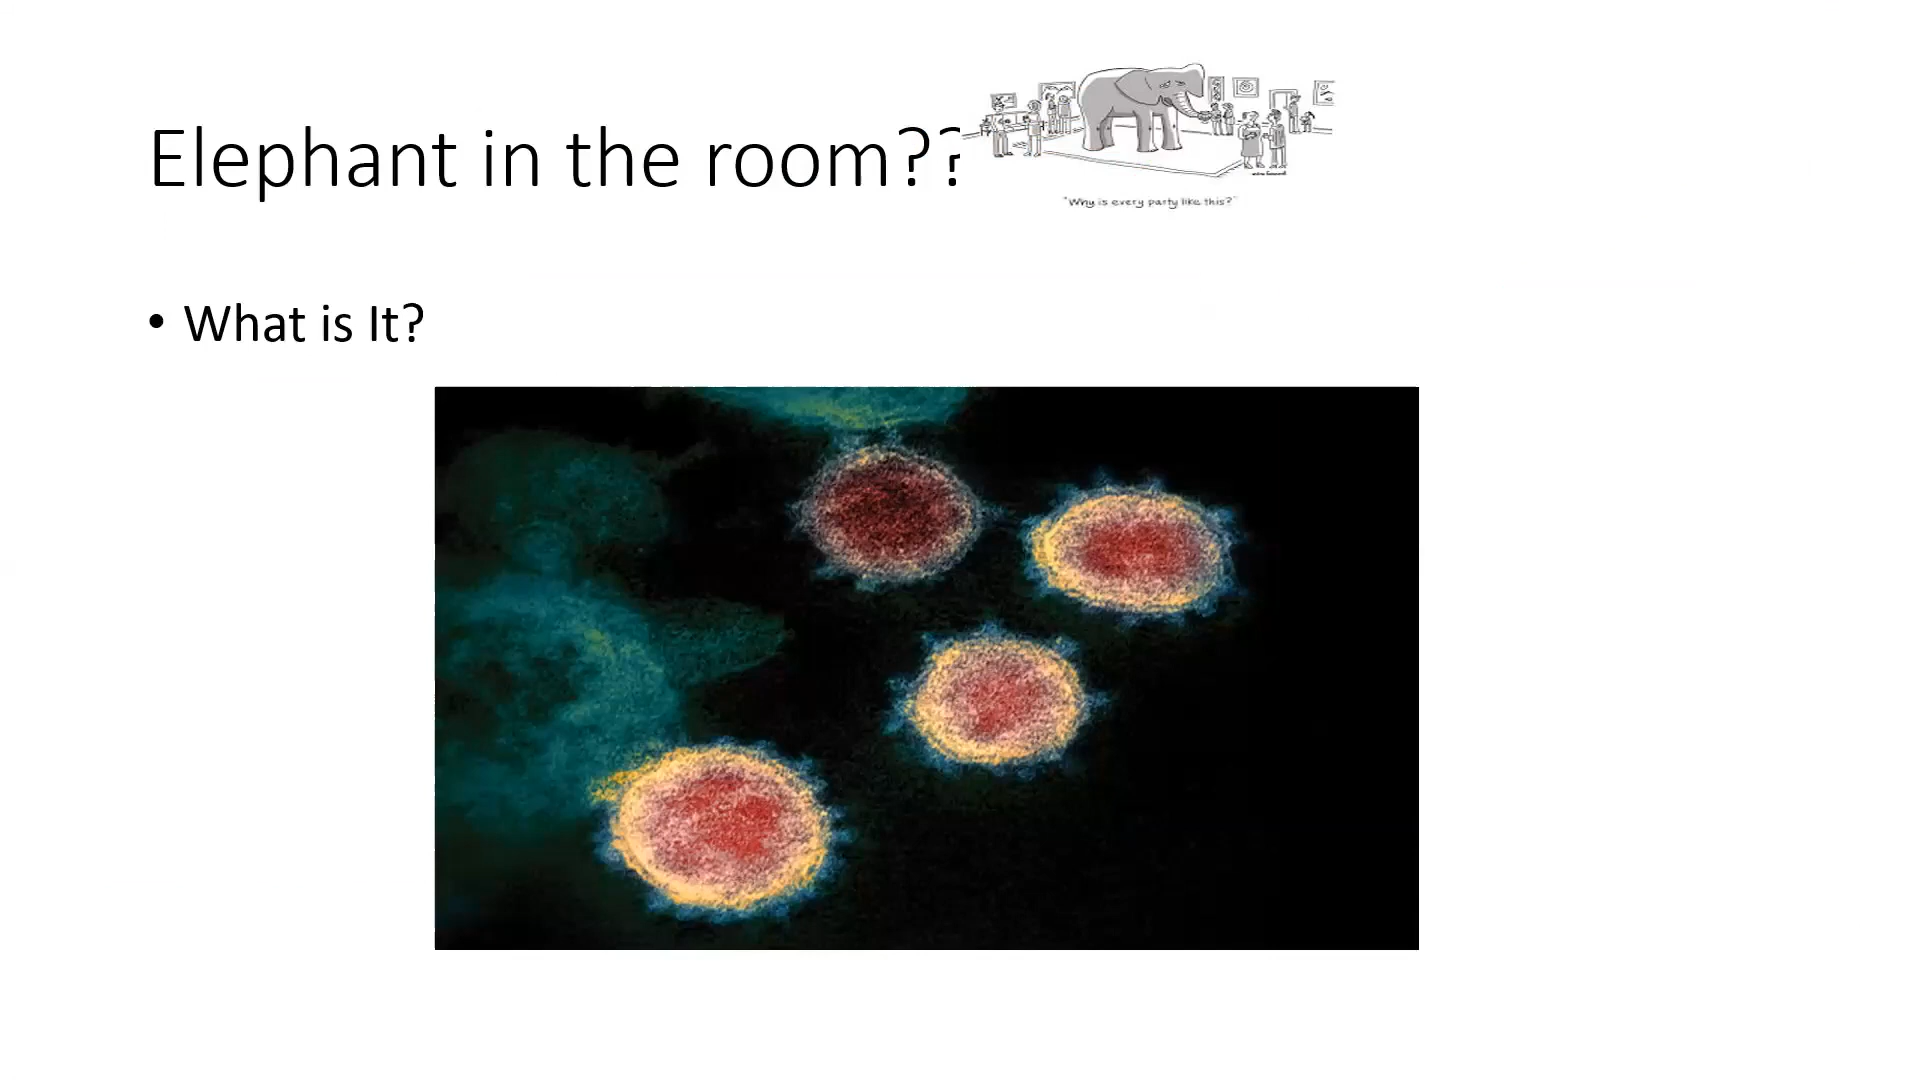 Elephant in the room??
"Why is every party like this?"
• What is It?